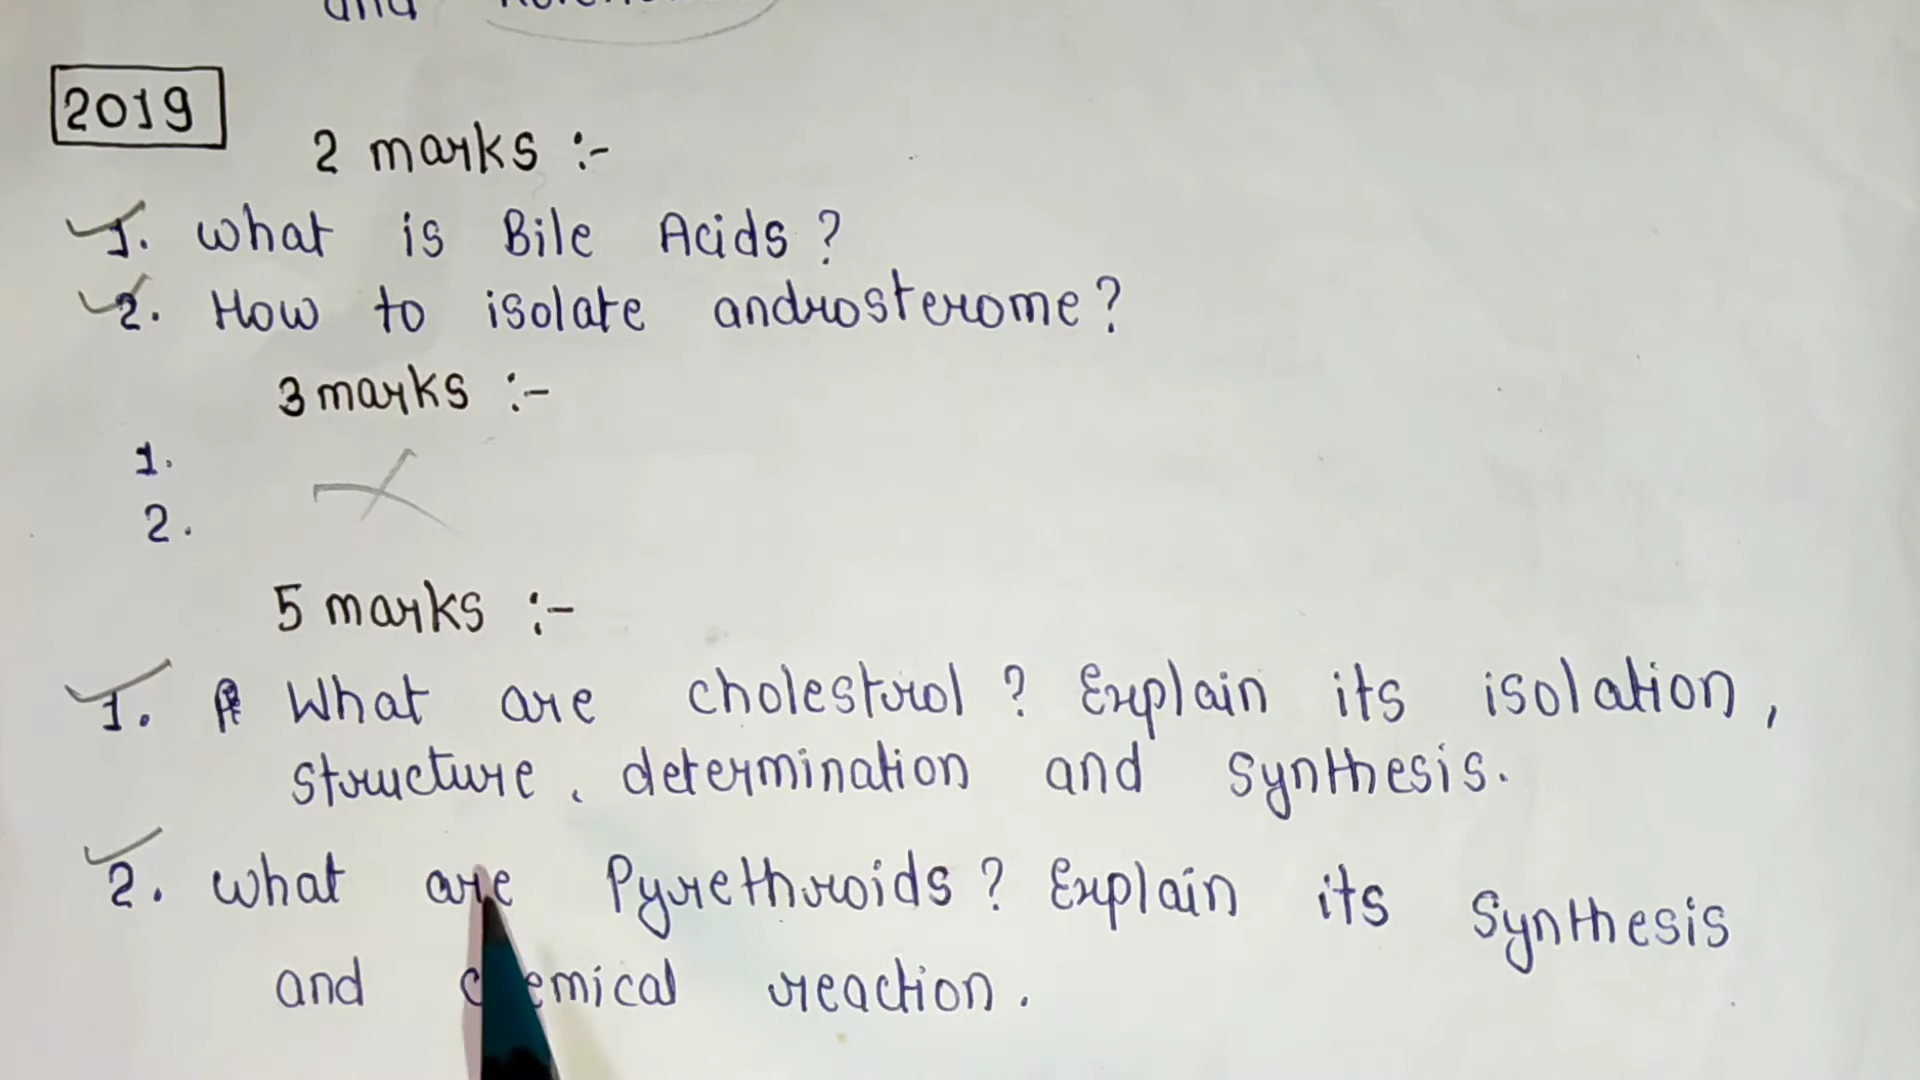 and
2019
2 marks :-
1. What is Bile Acids ?
2. How to isolate androsterome ?
3 marks :-
1.
2.
5 marks :-
1. What are cholestrol ? Explain its isolation,
structure, determination and synthesis.
2. what are Pyrethroids ? Explain its synthesis
and chemical reaction.